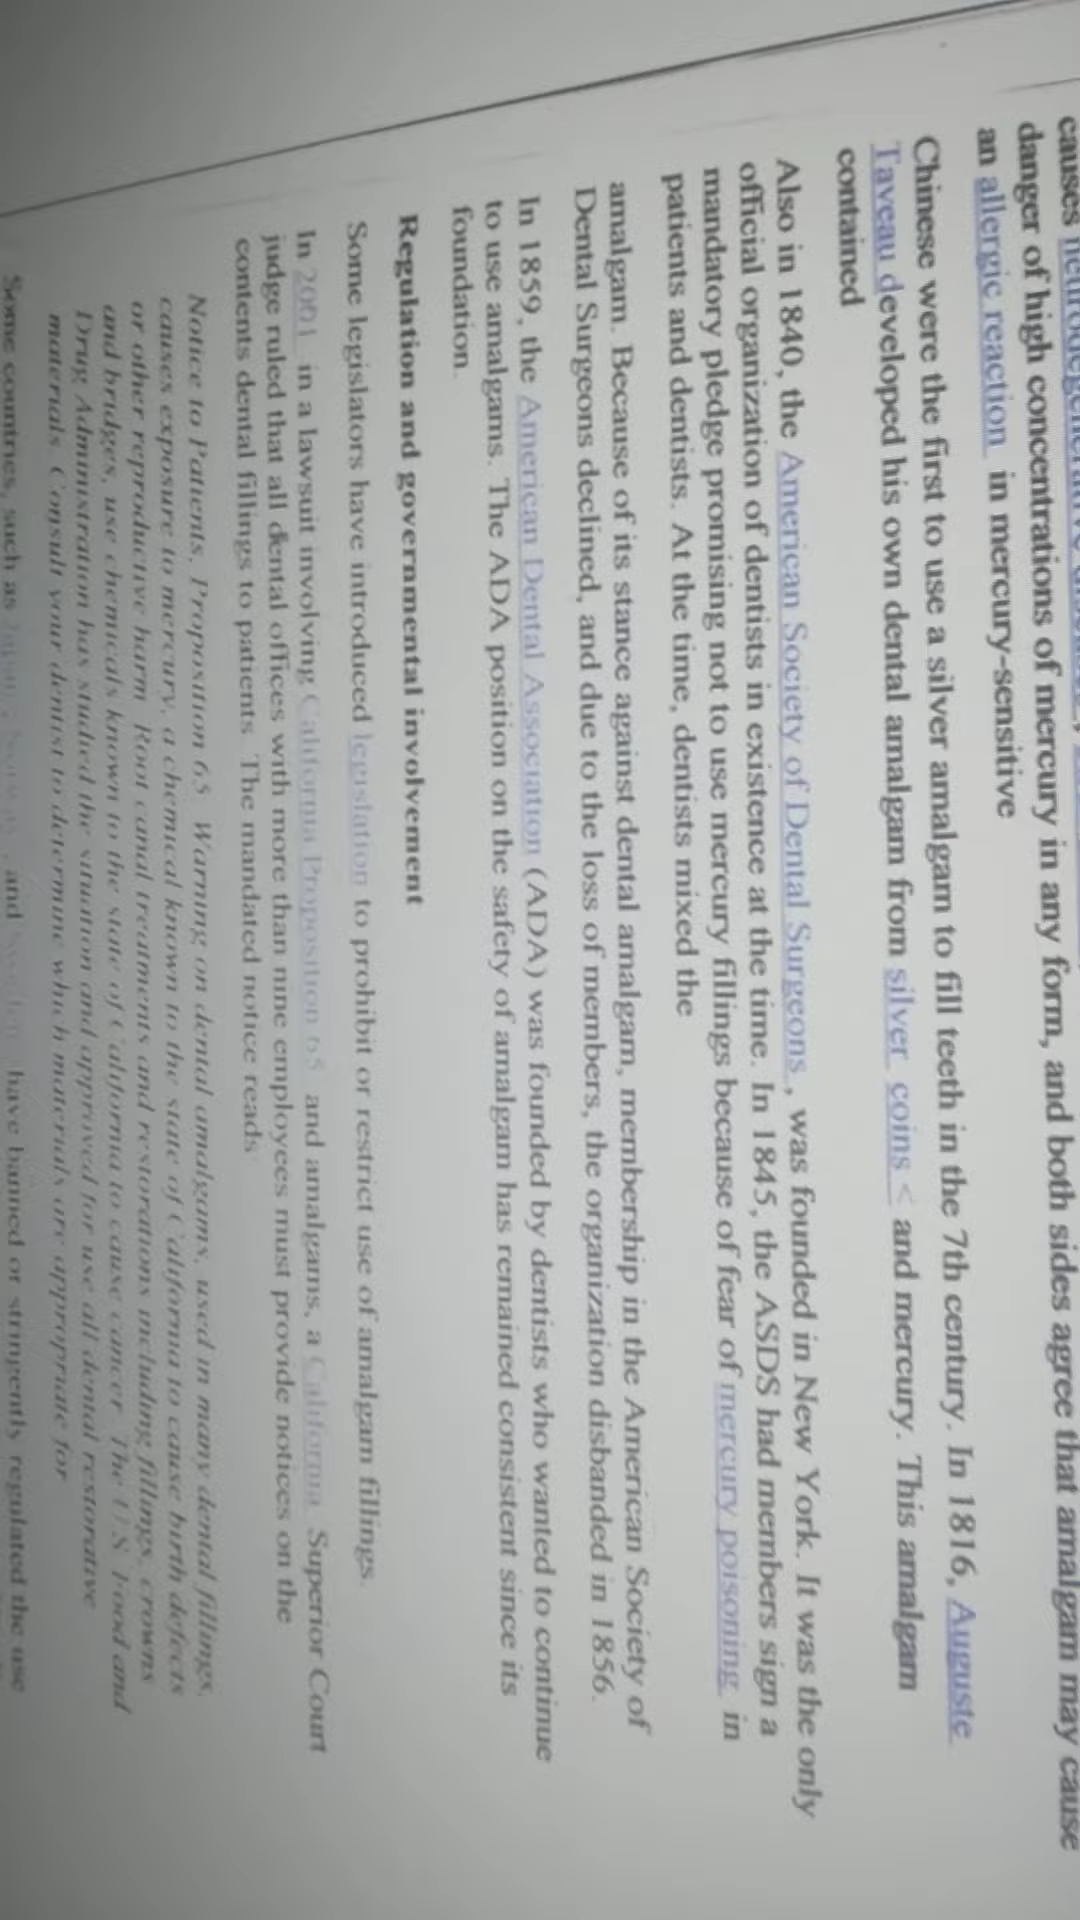 causes neurodegenerative
danger of high concentrations of mercury in any form, and both sides agree that amalgam may cause
an allergic reaction in mercury-sensitive
Chinese were the first to use a silver amalgam to fill teeth in the 7th century. In 1816, Auguste
Taveau developed his own dental amalgam from silver coins < and mercury. This amalgam
contained
Also in 1840, the American Society of Dental Surgeons , was founded in New York. It was the only
official organization of dentists in existence at the time. In 1845, the ASDS had members sign a
mandatory pledge promising not to use mercury fillings because of fear of mercury poisoning in
patients and dentists. At the time, dentists mixed the
amalgam. Because of its stance against dental amalgam, membership in the American Society of
Dental Surgeons declined, and due to the loss of members, the organization disbanded in 1856.
In 1859, the American Dental Association (ADA) was founded by dentists who wanted to continue
to use amalgams. The ADA position on the safety of amalgam has remained consistent since its
foundation.
Regulation and governmental involvement
Some legislators have introduced legislation to prohibit or restrict use of amalgam fillings.
In 2001 in a lawsuit involving California Proposition 65 and amalgams, a California Superior Court
judge ruled that all dental offices with more than nine employees must provide notices on the
contents dental fillings to patients. The mandated notice reads
Notice to Patients, Proposition 65 Warning on dental amalgams, used in many dental fillings,
causes exposure to mercury, a chemical known to the state of California to cause birth defects
or other reproductive harm. Root canal treatments and restorations including fillings, crowns
and bridges, use chemicals known to the state of California to cause cancer. The U.S. Food and
Drug Administration has studied the situation and approved for use all dental restorative
materials. Consult your dentist to determine which materials are appropriate for
Some countries, such as and have banned or stringently regulated the use